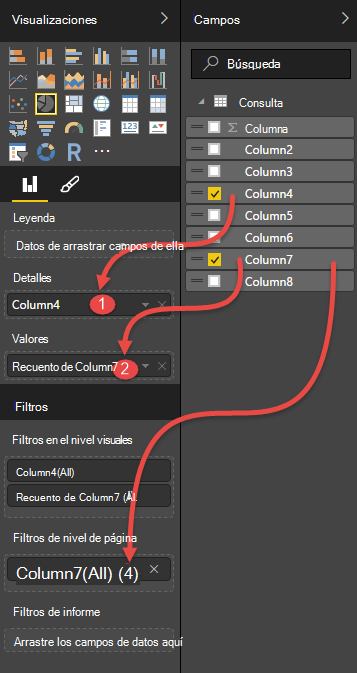 Visualizaciones
Campos
Búsqueda
Consulta
Σ Columna
Column2
Column3
Column4
Column5
Column6
Column7
Column8
R
123
Leyenda
Datos de arrastrar campos de ella
Detalles
Column4 1
Valores
Recuento de Column7 2
Filtros
Filtros en el nivel visuales
Column4(All)
Recuento de Column7 (Al.
Filtros de nivel de página
Column7(All) (4)
Filtros de informe
Arrastre los campos de datos aquí